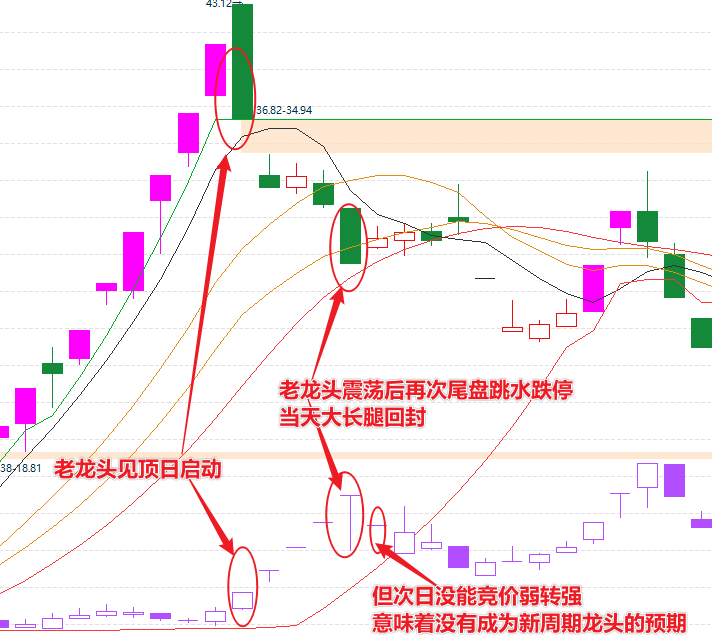 43.12
36.82-34.94
老龙头震荡后再次尾盘跳水跌停
当天大长腿回封
38-18.81
老龙头见顶日启动
但次日没能竞价弱转强
意味着没有成为新周期龙头的预期